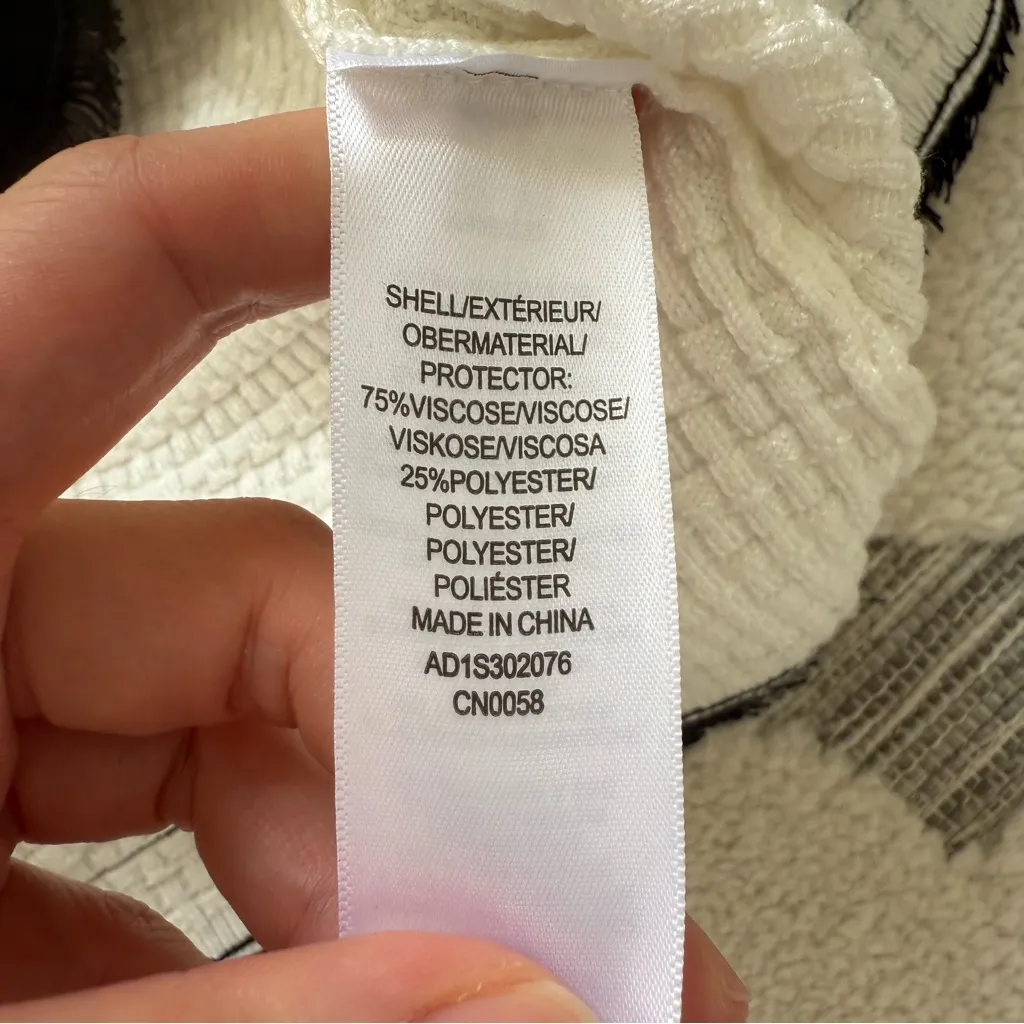 SHELL/EXTÉRIEUR/
OBERMATERIAL/
PROTECTOR:
75%VISCOSE/VISCOSE/
VISKOSE/VISCOSA
25%POLYESTER/
POLYESTER/
POLYESTER/
POLIÉSTER
MADE IN CHINA
AD1S302076
CN0058